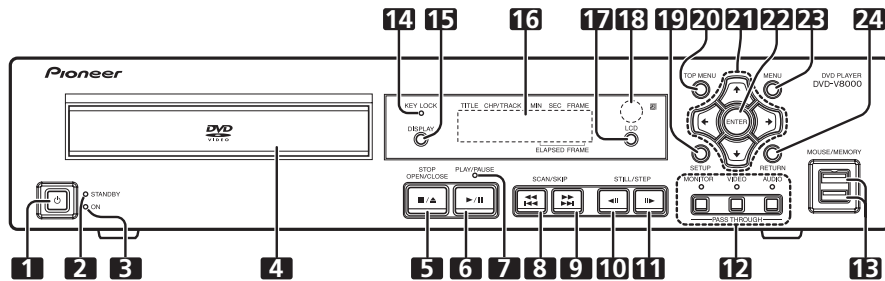 14 15 16 17 18 19 20 21 22 23 24
Pioneer
TOP MENU
MENU
DVD PLAYER
DVD-V8000
KEY LOCK
TITLE CHP/TRACK MIN SEC FRAME
DISPLAY
LCD
ENTER
ELAPSED FRAME
DVD
VIDEO
SETUP
RETURN
MOUSE/MEMORY
STOP
OPEN/CLOSE
PLAY/PAUSE
SCAN/SKIP
STILL/STEP
MONITOR
VIDEO
AUDIO
STANDBY
ON
PASS THROUGH
1 2 3 4 5 6 7 8 9 10 11 12 13